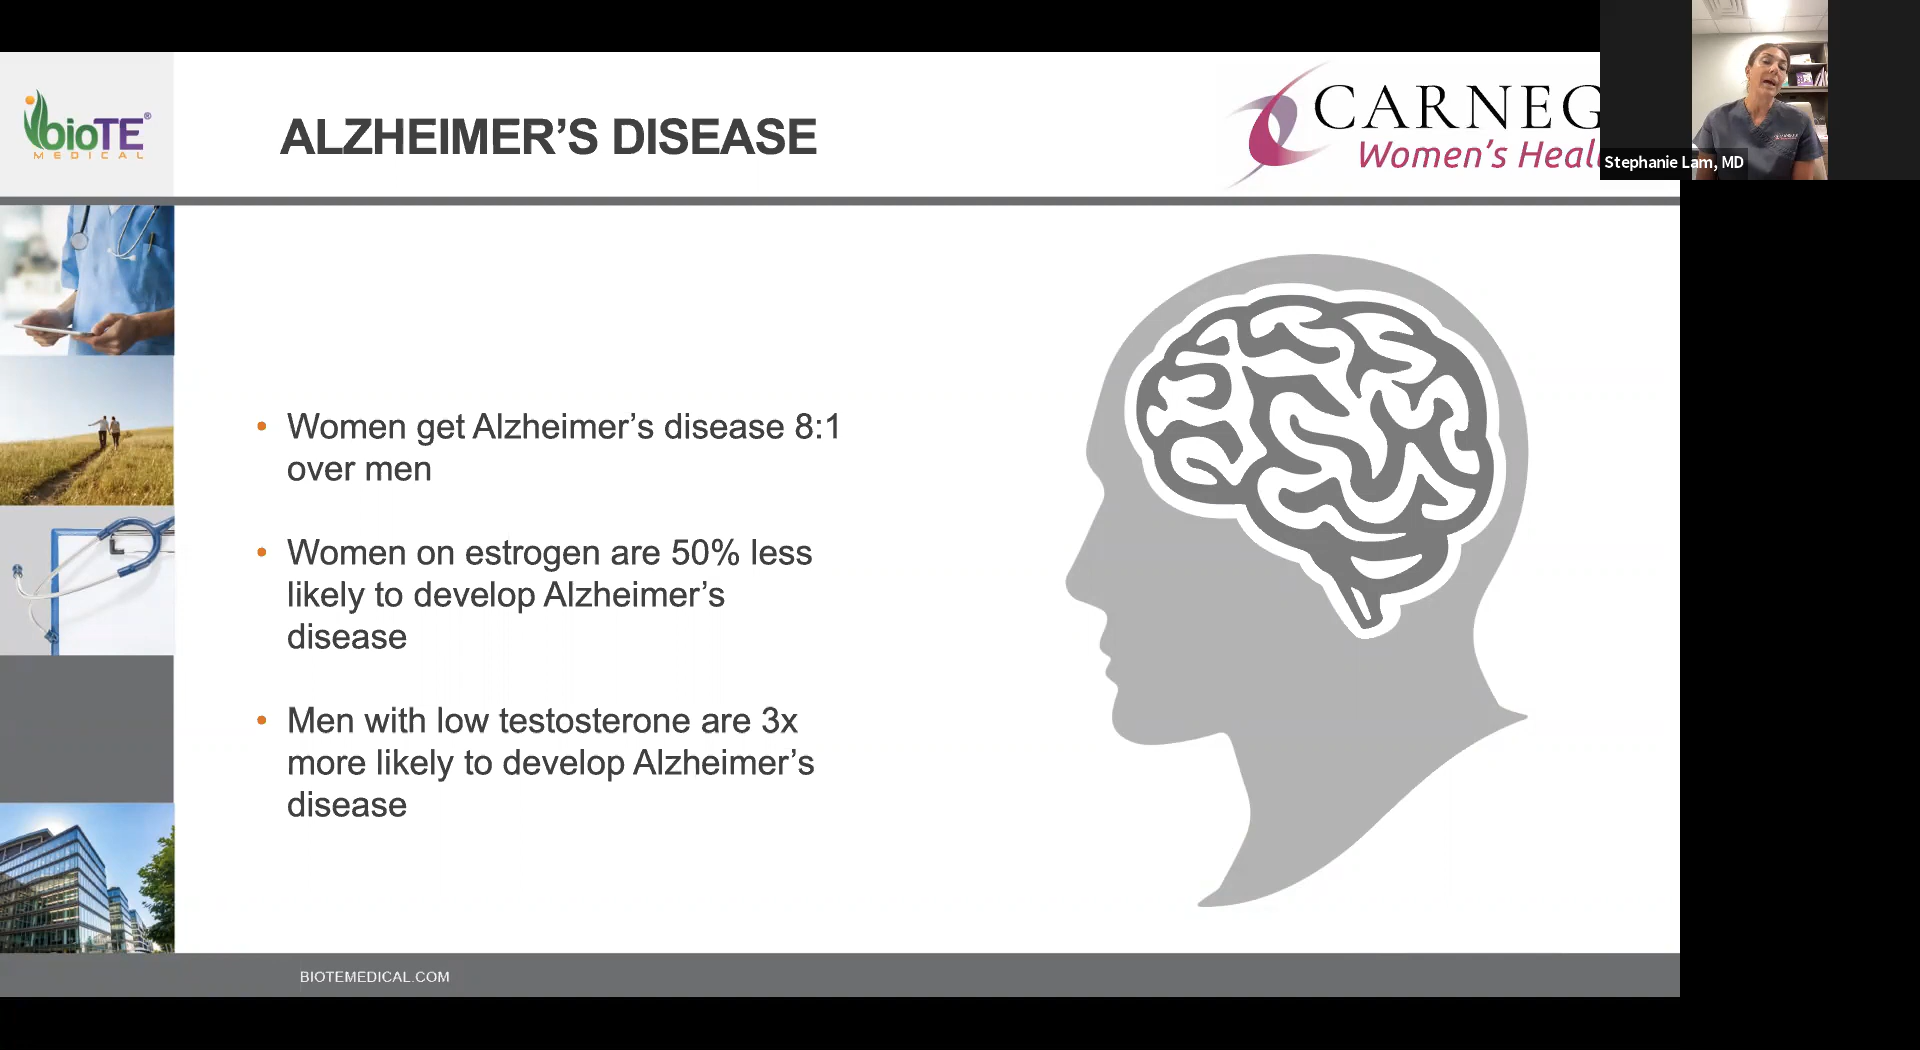 bioTE®
MEDICAL
ALZHEIMER’S DISEASE
CARNEG
Women’s Heal
Stephanie Lam, MD
• Women get Alzheimer’s disease 8:1
over men
• Women on estrogen are 50% less
likely to develop Alzheimer’s
disease
• Men with low testosterone are 3x
more likely to develop Alzheimer’s
disease
BIOTEMEDICAL.COM